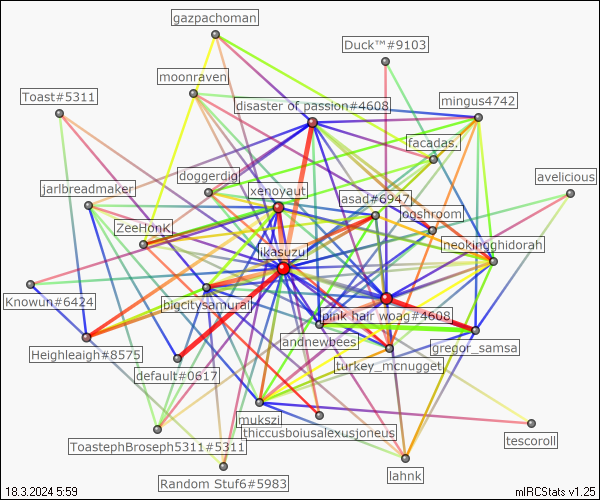 gazpachoman
Duck™#9103
moonraven
Toast#5311
disaster of passion#4608
mingus4742
facadas.
doggerdig
avelicious
jarlbreadmaker
xenoyaut
asad#6947
ogshroom
ZeeHonK
neokingghidorah
ikasuzu
Knowun#6424
bigcitysamurai
pink hair woag#4608
andnewbees
gregor_samsa
Heighleaigh#8575
turkey_mcnugget
default#0617
mukszi
thiccusboiusalexusjoneus
ToastephBroseph5311#5311
tescoroll
lahnk
Random Stuf6#5983
18.3.2024 5:59
mIRCStats v1.25